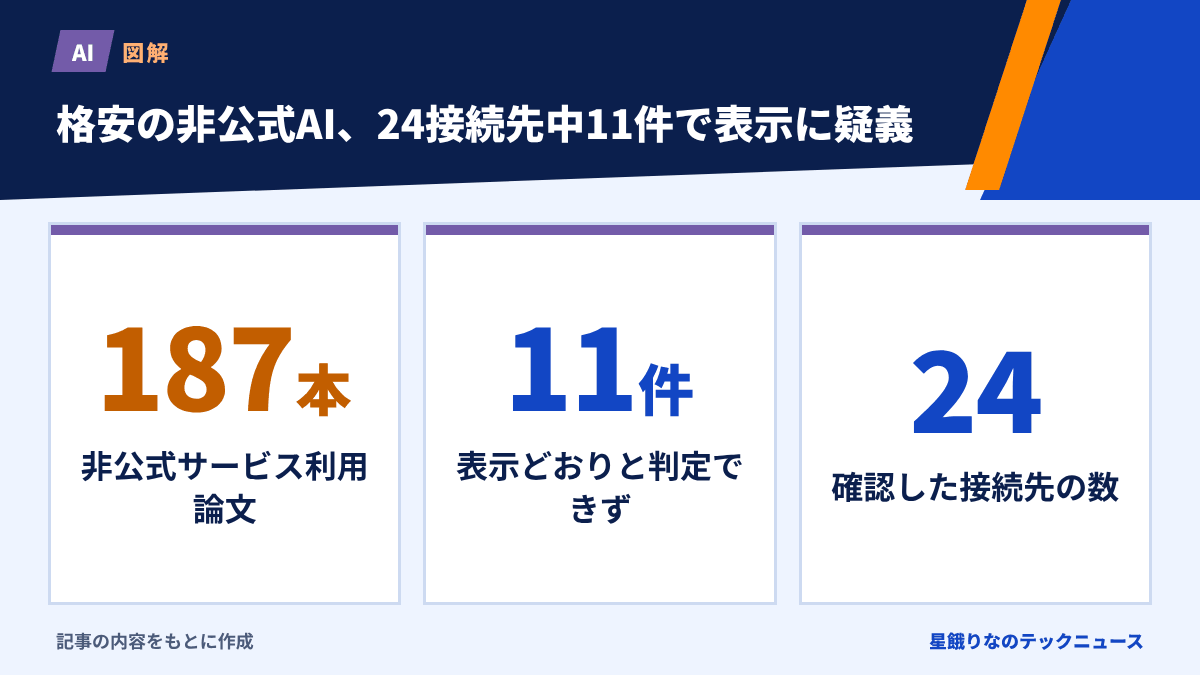 AI 図解
格安の非公式AI、24接続先中11件で表示に疑義
187本
非公式サービス利用
論文
11件
表示どおりと判定で
きず
24
確認した接続先の数
記事の内容をもとに作成
星餓りなのテックニュース